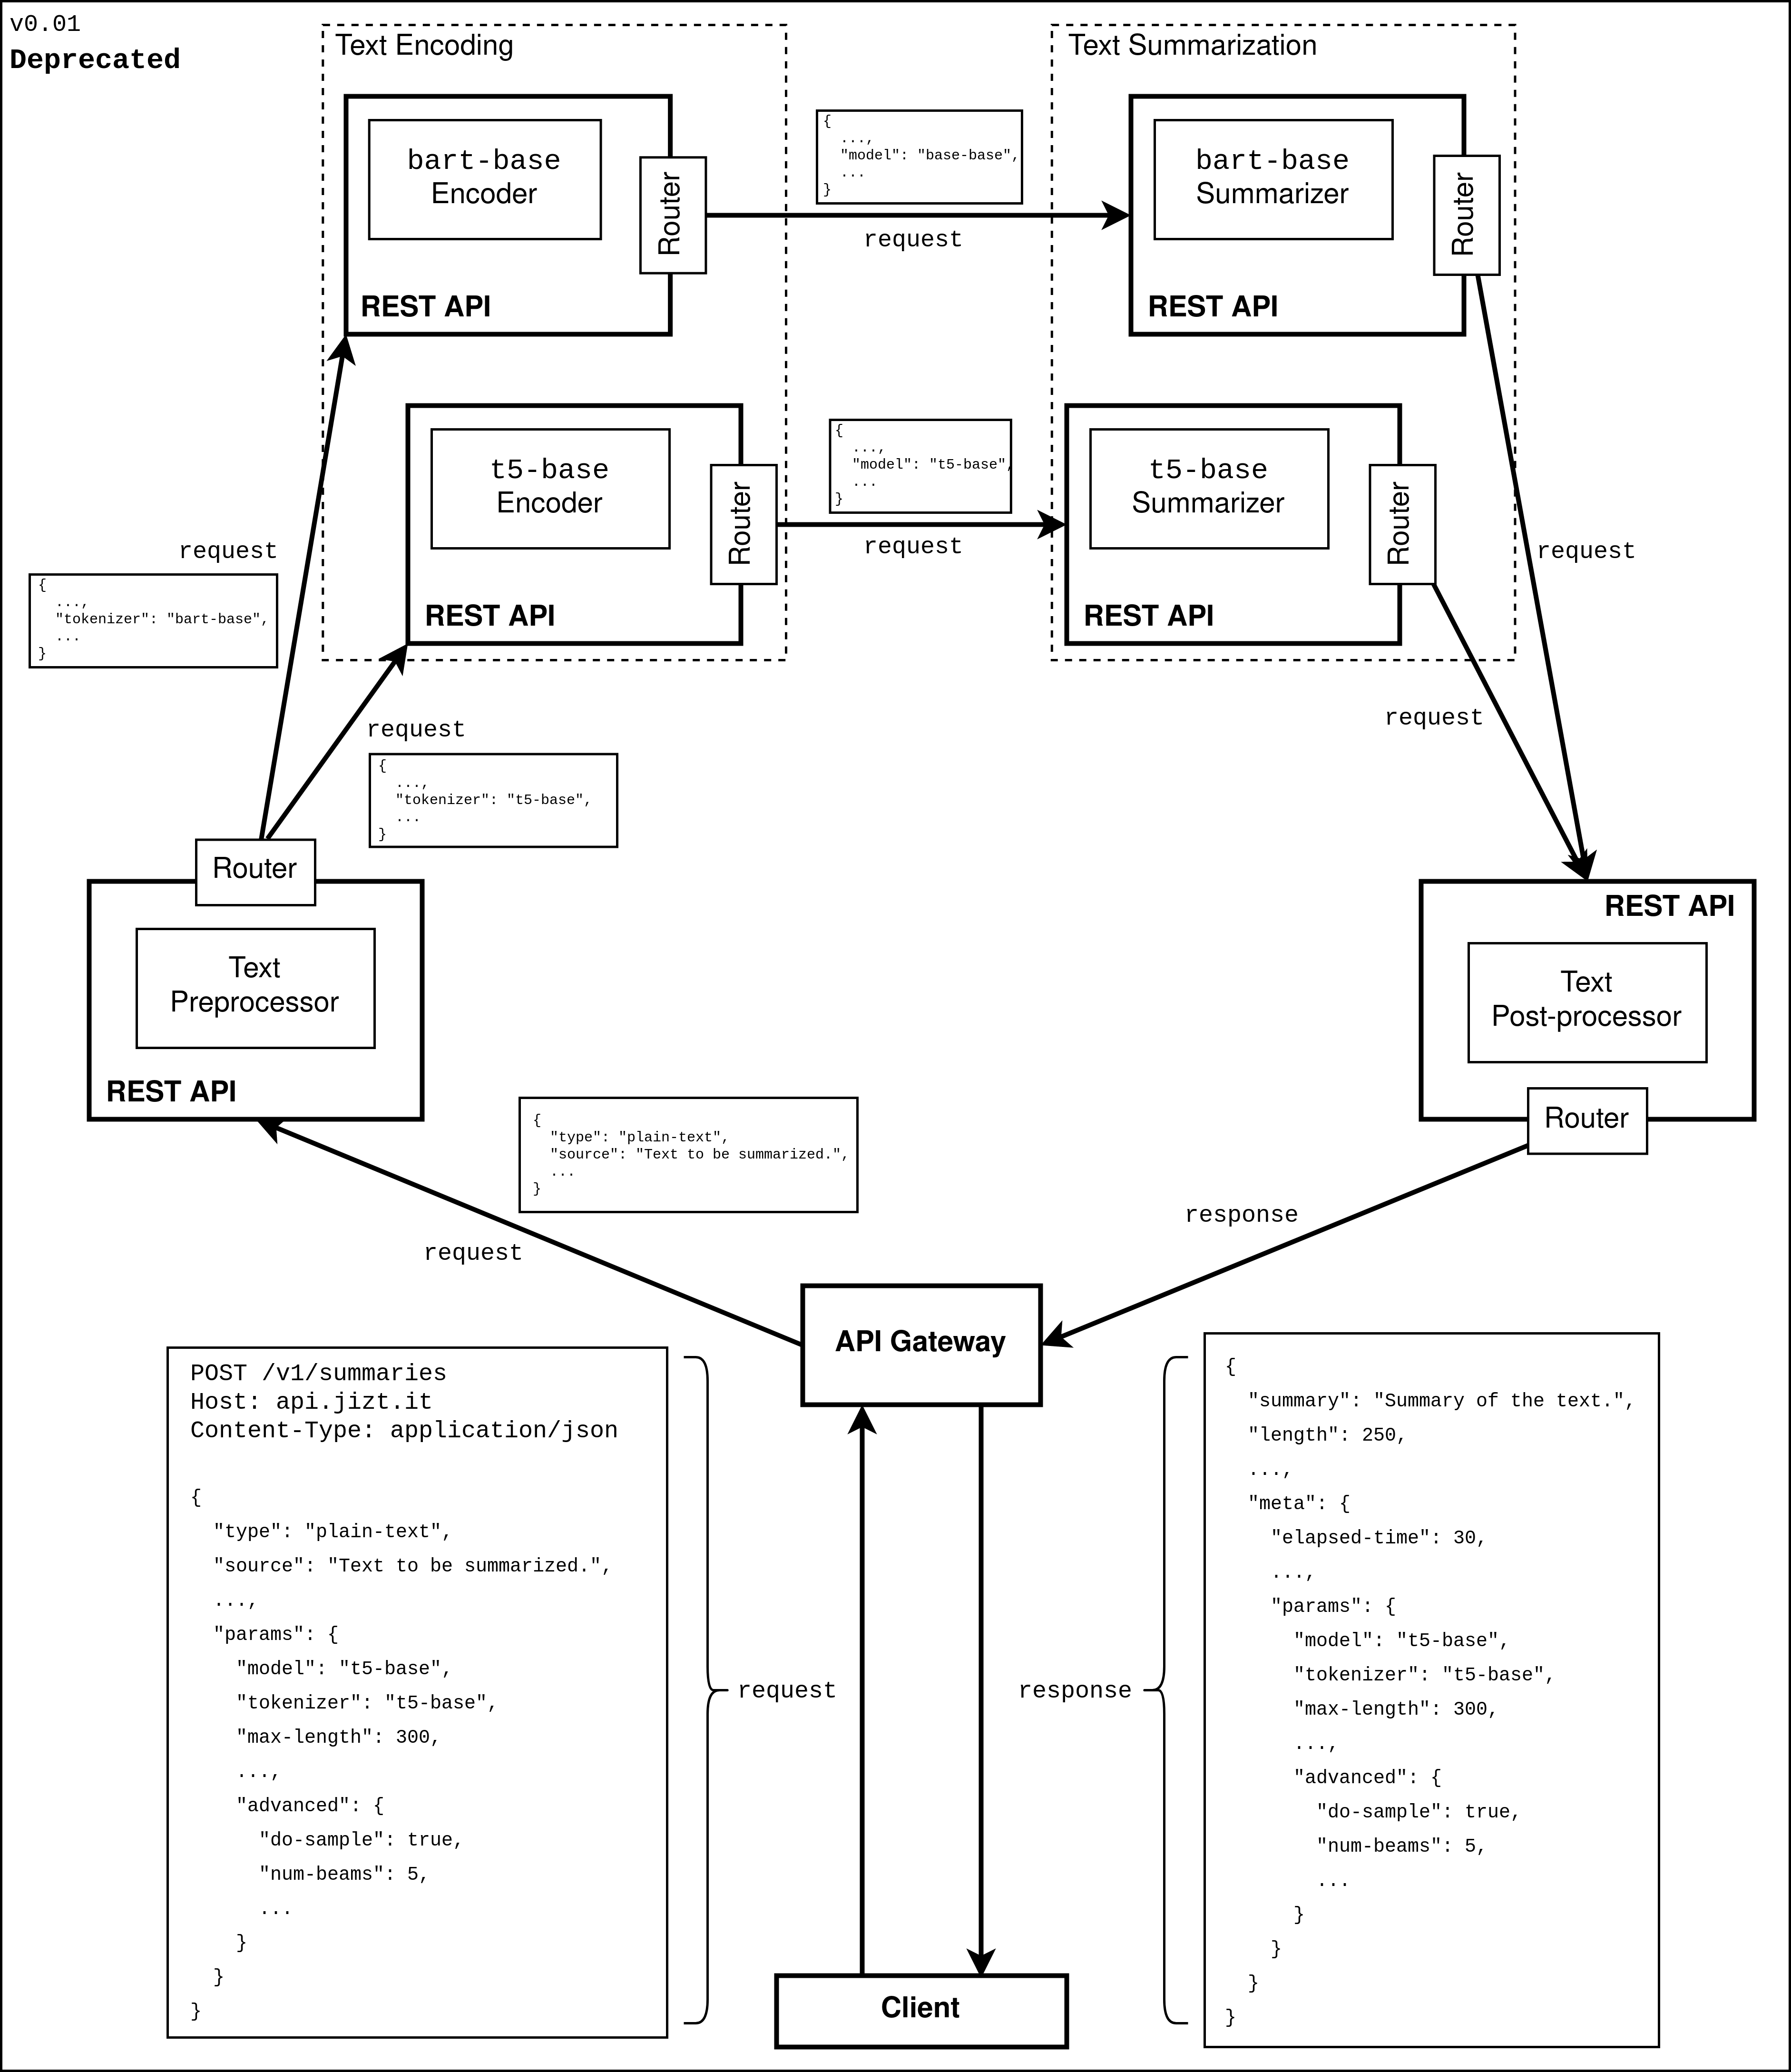 v0.01
Deprecated
Text Encoding
Text Summarization
bart-base
Encoder
Router
REST API
{
...,
"model": "base-base",
...
}
request
bart-base
Summarizer
Router
REST API
t5-base
Encoder
Router
REST API
{
...,
"model": "t5-base",
...
}
request
t5-base
Summarizer
Router
REST API
request
{
...,
"tokenizer": "bart-base",
...
}
request
{
...,
"tokenizer": "t5-base",
...
}
request
request
Router
Text
Preprocessor
REST API
REST API
Text
Post-processor
Router
{
"type": "plain-text",
"source": "Text to be summarized.",
...
}
request
response
API Gateway
POST /v1/summaries
Host: api.jizt.it
Content-Type: application/json
{
"type": "plain-text",
"source": "Text to be summarized.",
...,
"params": {
"model": "t5-base",
"tokenizer": "t5-base",
"max-length": 300,
...,
"advanced": {
"do-sample": true,
"num-beams": 5,
...
}
}
}
request
response
{
"summary": "Summary of the text.",
"length": 250,
...,
"meta": {
"elapsed-time": 30,
...,
"params": {
"model": "t5-base",
"tokenizer": "t5-base",
"max-length": 300,
...,
"advanced": {
"do-sample": true,
"num-beams": 5,
...
}
}
}
}
Client